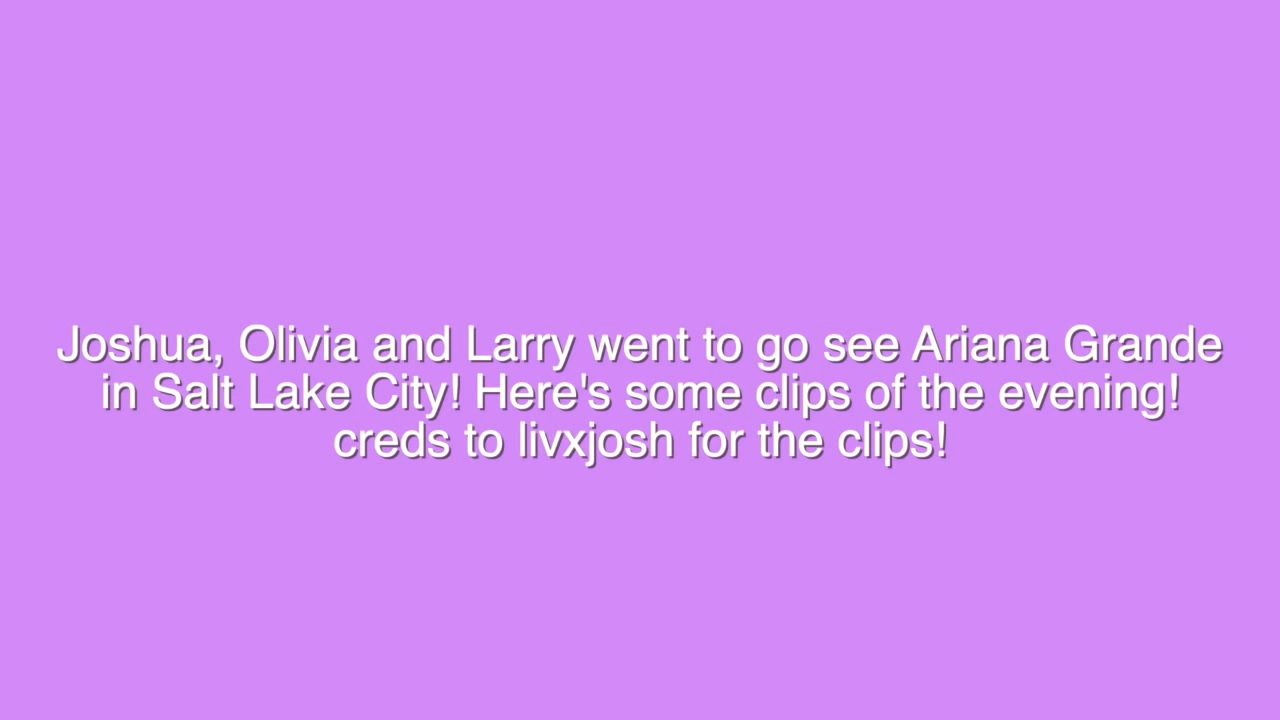 Joshua, Olivia and Larry went to go see Ariana Grande
in Salt Lake City! Here's some clips of the evening!
creds to livxjosh for the clips!